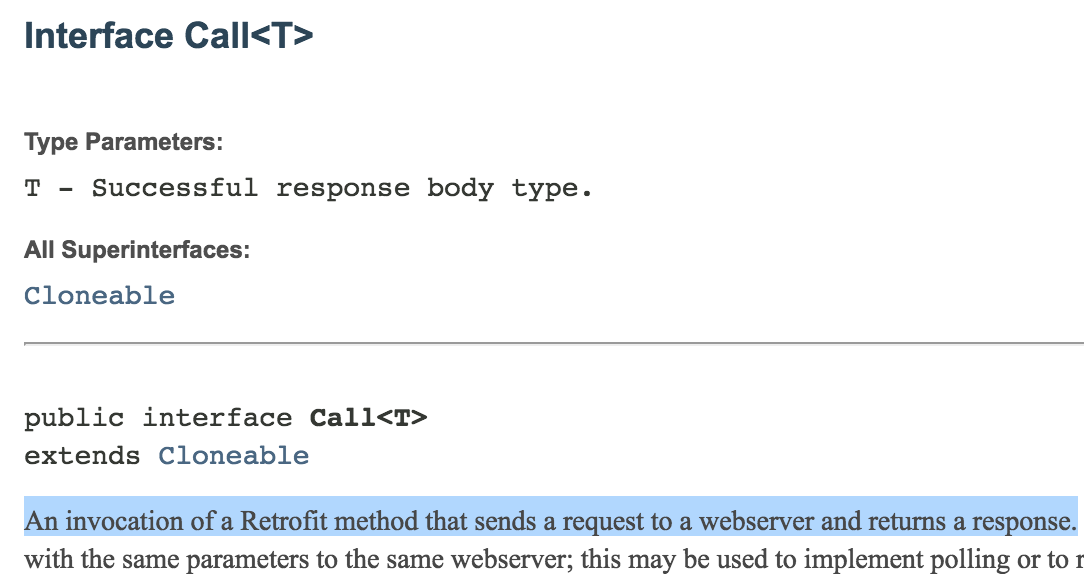 Interface Call<T>
Type Parameters:
T - Successful response body type.
All Superinterfaces:
Cloneable
public interface Call<T>
extends Cloneable
An invocation of a Retrofit method that sends a request to a webserver and returns a response.
with the same parameters to the same webserver; this may be used to implement polling or to